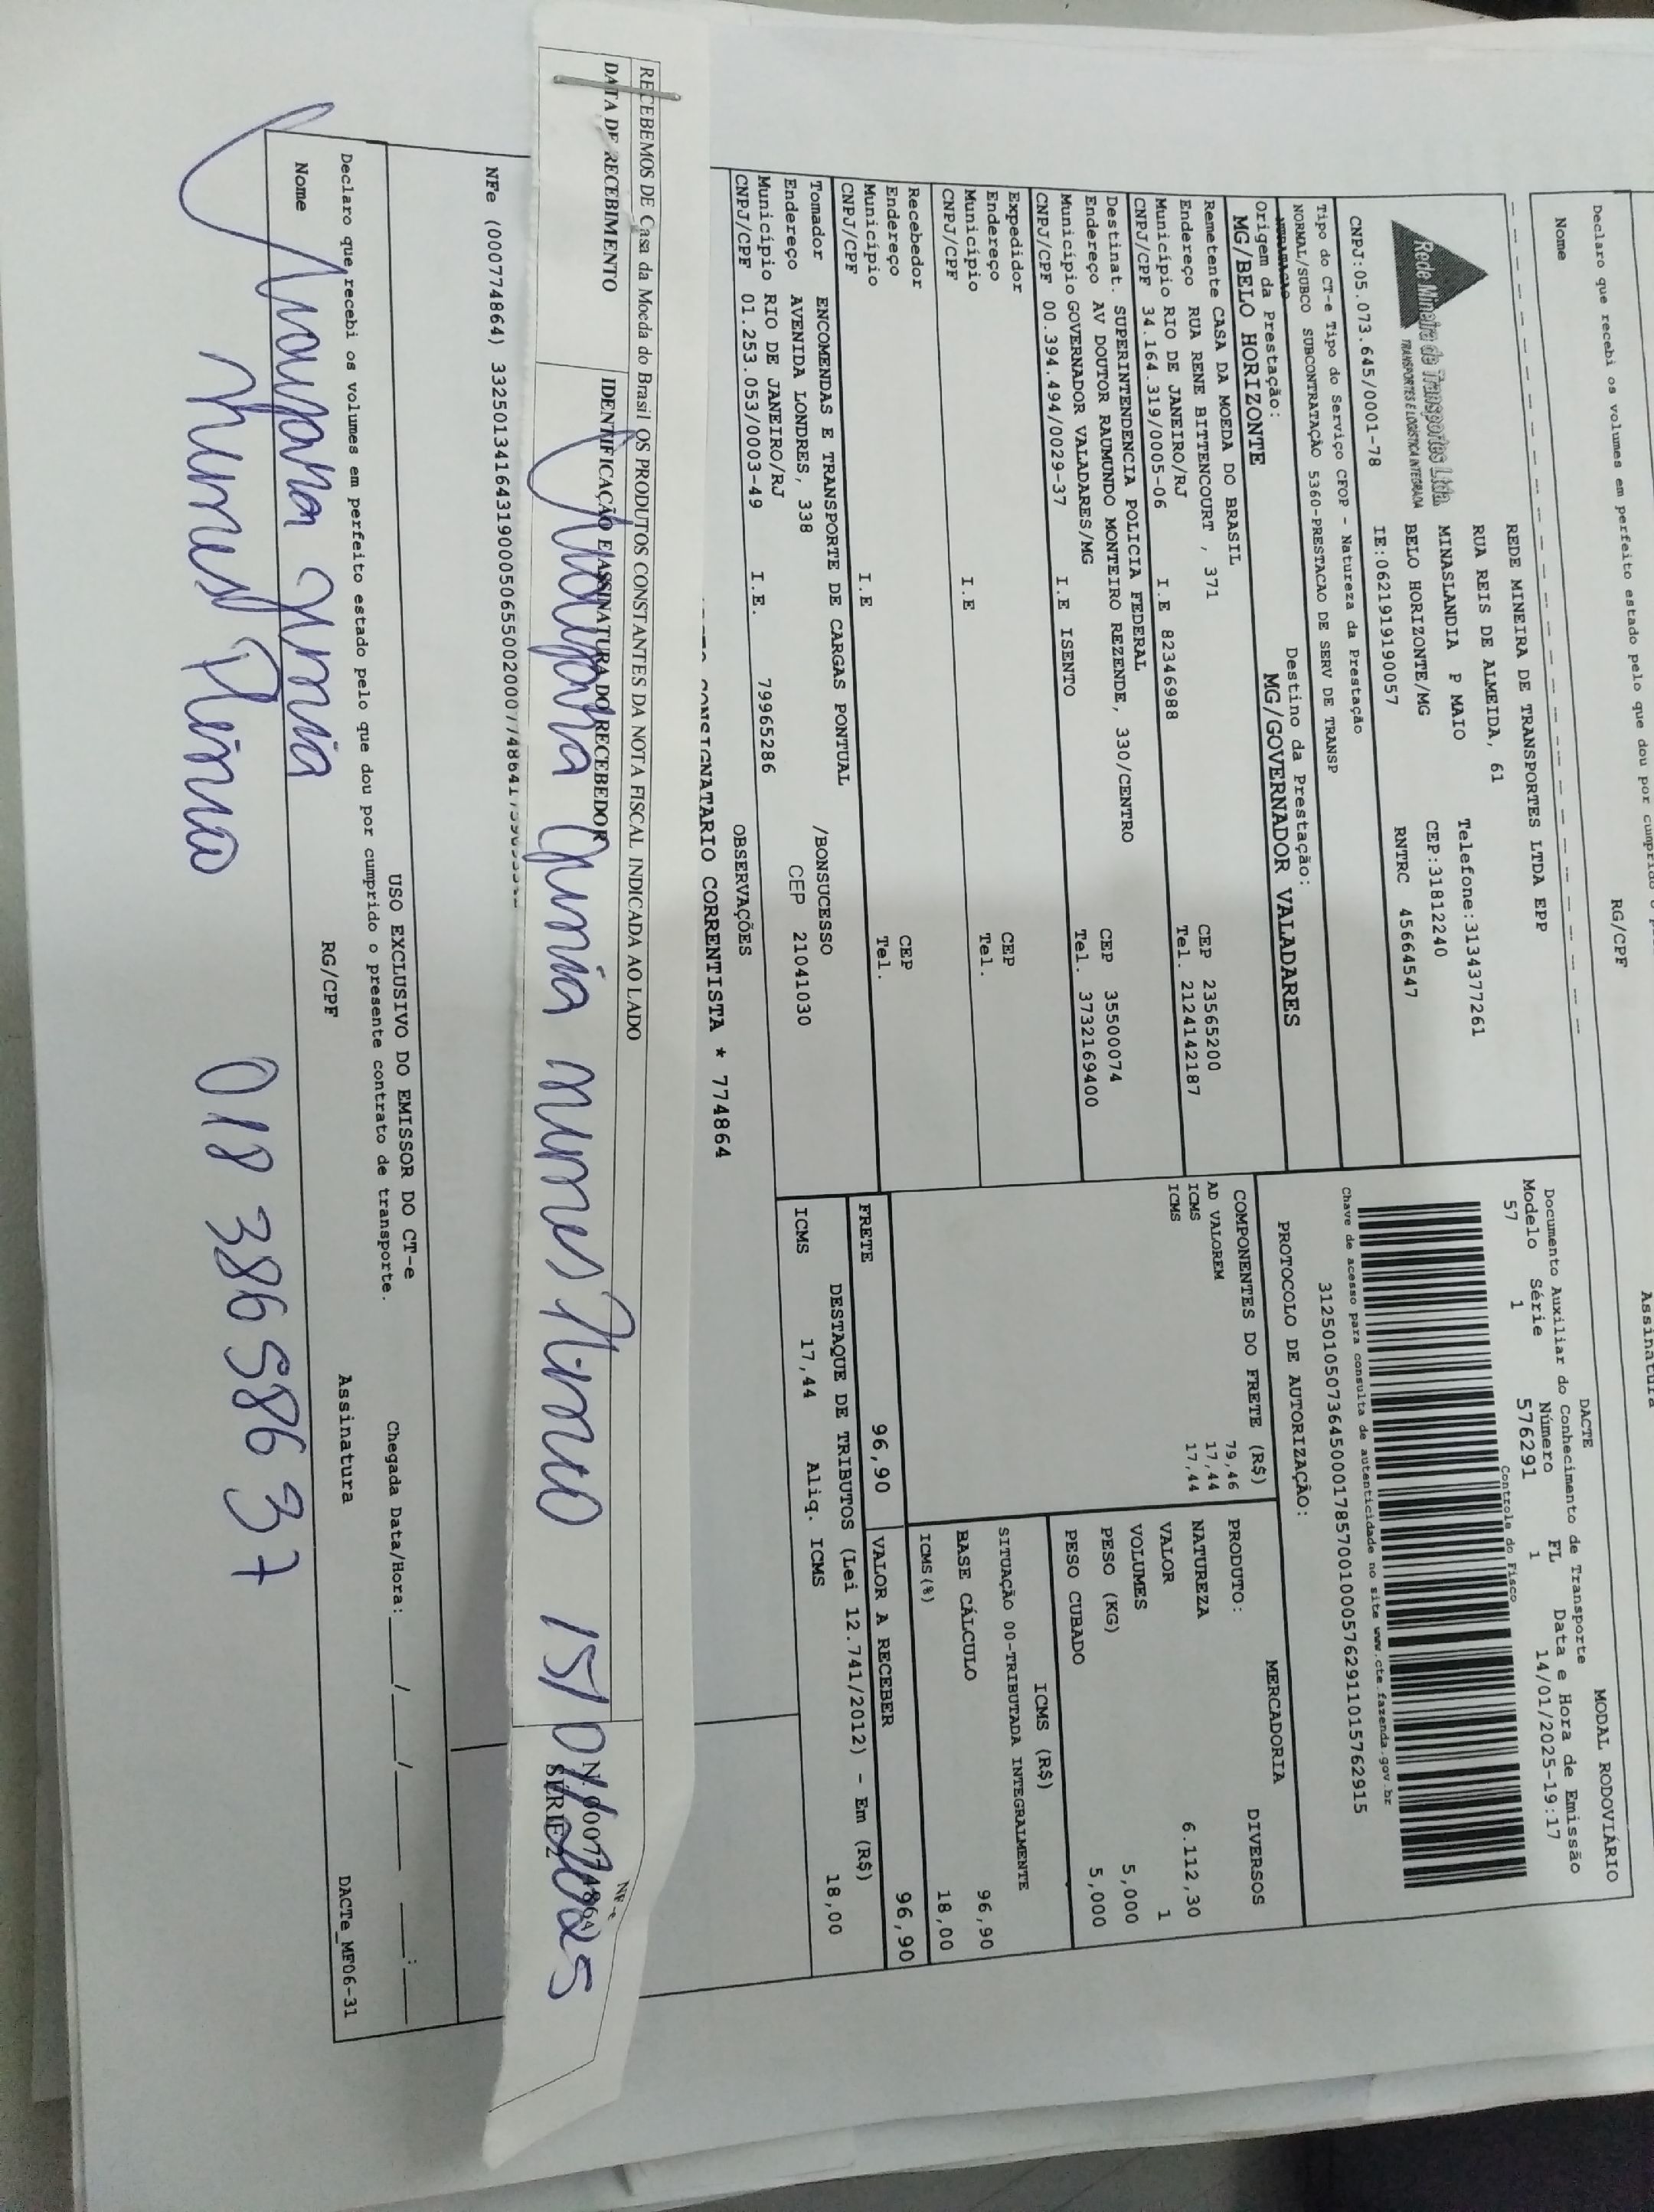 Assinatura
Declaro que recebi os volumes em perfeito estado pelo que dou por cumprido o
Nome
RG/CPF
REDE MINEIRA DE TRANSPORTES LTDA EPP
RUA REIS DE ALMEIDA, 61
MINASLANDIA P MAIO
BELO HORIZONTE/MG
Telefone:3134377261
CEP:31812240
Rede Mineira de Transportes Ltda
TRANSPORTES E LOGÍSTICA INTEGRADA
CNPJ:05.073.645/0001-78
IE:0621919190057
RNTRC 45664547
DACTE
MODAL RODOVIÁRIO
Documento Auxiliar do Conhecimento de Transporte
Modelo Série Número FL Data e Hora de Emissão
57 1 576291 1 14/01/2025-19:17
Controle do Fisco
Chave de acesso para consulta de autenticidade no site www.cte.fazenda.gov.br
31250105073645000178570010005762911015762915
PROTOCOLO DE AUTORIZAÇÃO:
Tipo do CT-e Tipo do Serviço CFOP - Natureza da Prestação
NORMAL/SUBCO SUBCONTRATAÇÃO 5360-PRESTACAO DE SERV DE TRANSP
Origem da Prestação:
MG/BELO HORIZONTE
Destino da Prestação:
MG/GOVERNADOR VALADARES
Remetente CASA DA MOEDA DO BRASIL
Endereço RUA RENE BITTENCOURT , 371
CEP 23565200
Município RIO DE JANEIRO/RJ
Tel. 2124142187
CNPJ/CPF 34.164.319/0005-06 I.E 82346988
Destinat. SUPERINTENDENCIA POLICIA FEDERAL
Endereço AV DOUTOR RAUMUNDO MONTEIRO REZENDE, 330/CENTRO
CEP 35500074
Município GOVERNADOR VALADARES/MG
Tel. 3732169400
CNPJ/CPF 00.394.494/0029-37 I.E ISENTO
Expedidor
Endereço
CEP
Município
Tel.
CNPJ/CPF I.E
Recebedor
Endereço
CEP
Município
Tel.
CNPJ/CPF I.E
Tomador ENCOMENDAS E TRANSPORTE DE CARGAS PONTUAL
Endereço AVENIDA LONDRES, 338 /BONSUCESSO
Município RIO DE JANEIRO/RJ CEP 21041030
CNPJ/CPF 01.253.053/0003-49 I.E. 79965286
COMPONENTES DO FRETE (R$)
79,46
AD VALOREM 17,44
ICMS 17,44
ICMS
MERCADORIA
PRODUTO: DIVERSOS
NATUREZA
VALOR 6.112,30
VOLUMES 1
PESO (KG) 5,000
PESO CUBADO 5,000
ICMS (R$)
SITUAÇÃO 00-TRIBUTADA INTEGRALMENTE
BASE CÁLCULO 96,90
ICMS(%) 18,00
FRETE 96,90
VALOR A RECEBER 96,90
DESTAQUE DE TRIBUTOS (Lei 12.741/2012) - Em (R$)
ICMS 17,44 Aliq. ICMS 18,00
OBSERVAÇÕES
CONSIGNATARIO CORRENTISTA * 774864
RECEBEMOS DE Casa da Moeda do Brasil OS PRODUTOS CONSTANTES DA NOTA FISCAL INDICADA AO LADO
NF-e
DATA DE RECEBIMENTO
IDENTIFICAÇÃO E ASSINATURA DO RECEBEDOR
N. 000774864
SÉRIE 2
Nunes 15/01/2025
NFe (000774864)
USO EXCLUSIVO DO EMISSOR DO CT-e
Chegada Data/Hora:____/____/______ ___:___
Declaro que recebi os volumes em perfeito estado pelo que dou por cumprido o presente contrato de transporte.
Nome
RG/CPF
Assinatura
DACTe_MF06-31
Nunes
018 386 586 37